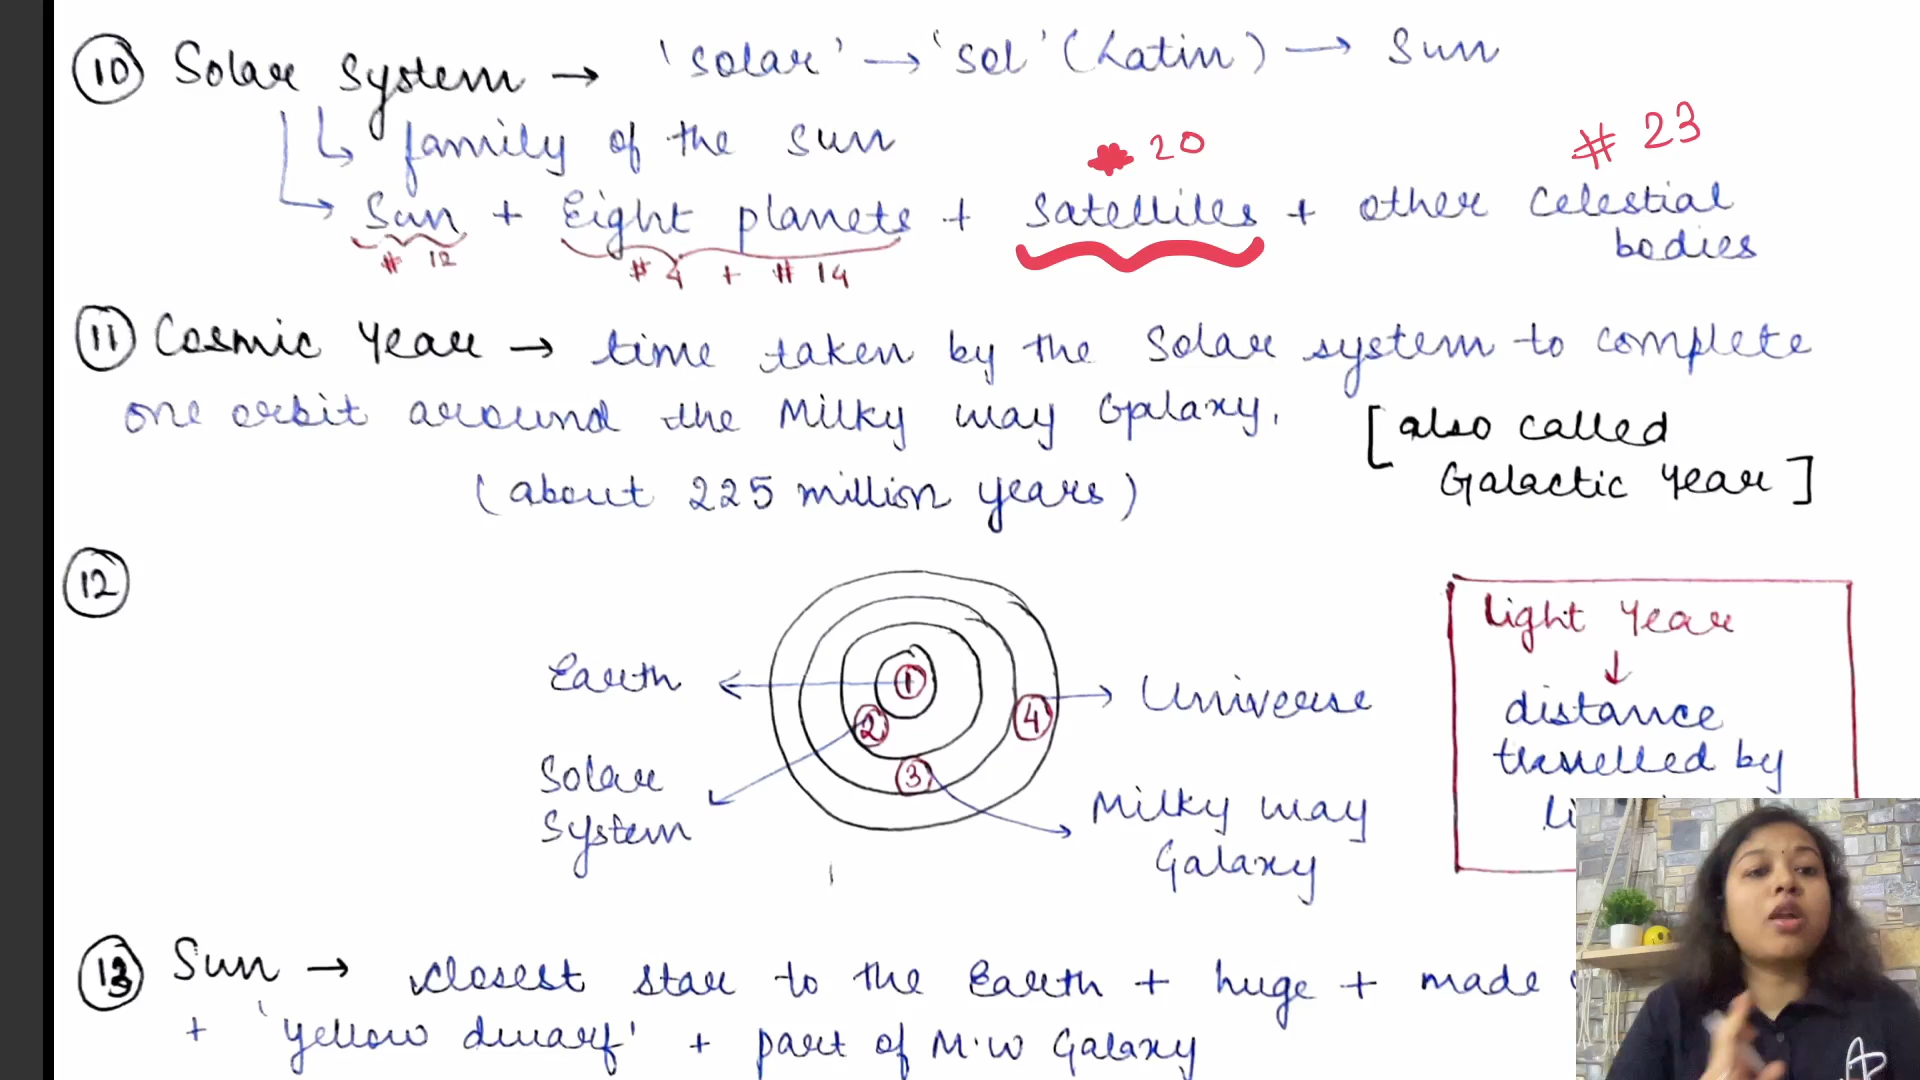 10 Solar System → 'solar' → 'sol' (Latin) → Sun
↳ family of the sun
* 20
# 23
↳ Sun + Eight planets + Satellites + other celestial bodies
# 12
# 4 + # 14
11 Cosmic Year → time taken by the Solar system to complete
one orbit around the Milky way Galaxy.
[also called
Galactic Year]
(about 225 million years)
12
Earth
Solar System
1
2
3
4
Universe
Milky way Galaxy
Light Year
↓
distance
travelled by
13 Sun → closest star to the Earth + huge + made
+ 'yellow dwarf' + part of M.W Galaxy